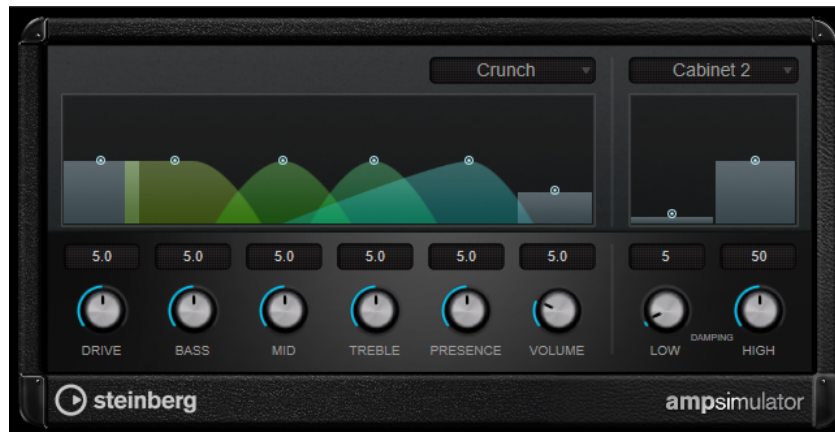 Crunch Cabinet 2
5.0 5.0 5.0 5.0 5.0 5.0 5 50
DRIVE BASS MID TREBLE PRESENCE VOLUME LOW DAMPING HIGH
steinberg ampsimulator